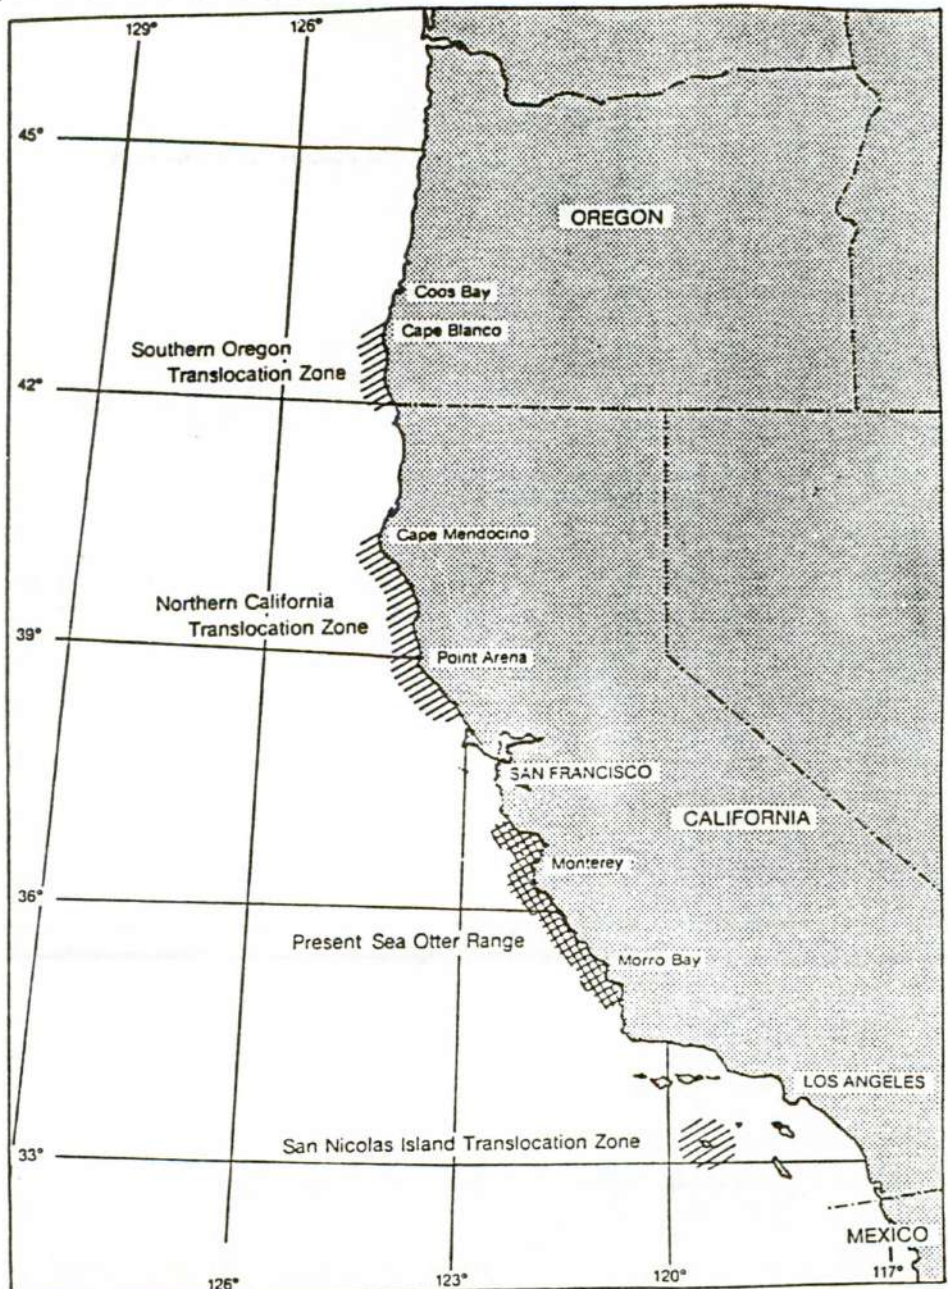 129°
126°
45°
OREGON
Coos Bay
Cape Blanco
Southern Oregon
Translocation Zone
42°
Cape Mendocino
Northern California
Translocation Zone
39°
Point Arena
SAN FRANCISCO
CALIFORNIA
Monterey
36°
Present Sea Otter Range
Morro Bay
LOS ANGELES
San Nicolas Island Translocation Zone
33°
MEXICO
126°
123°
120°
117°